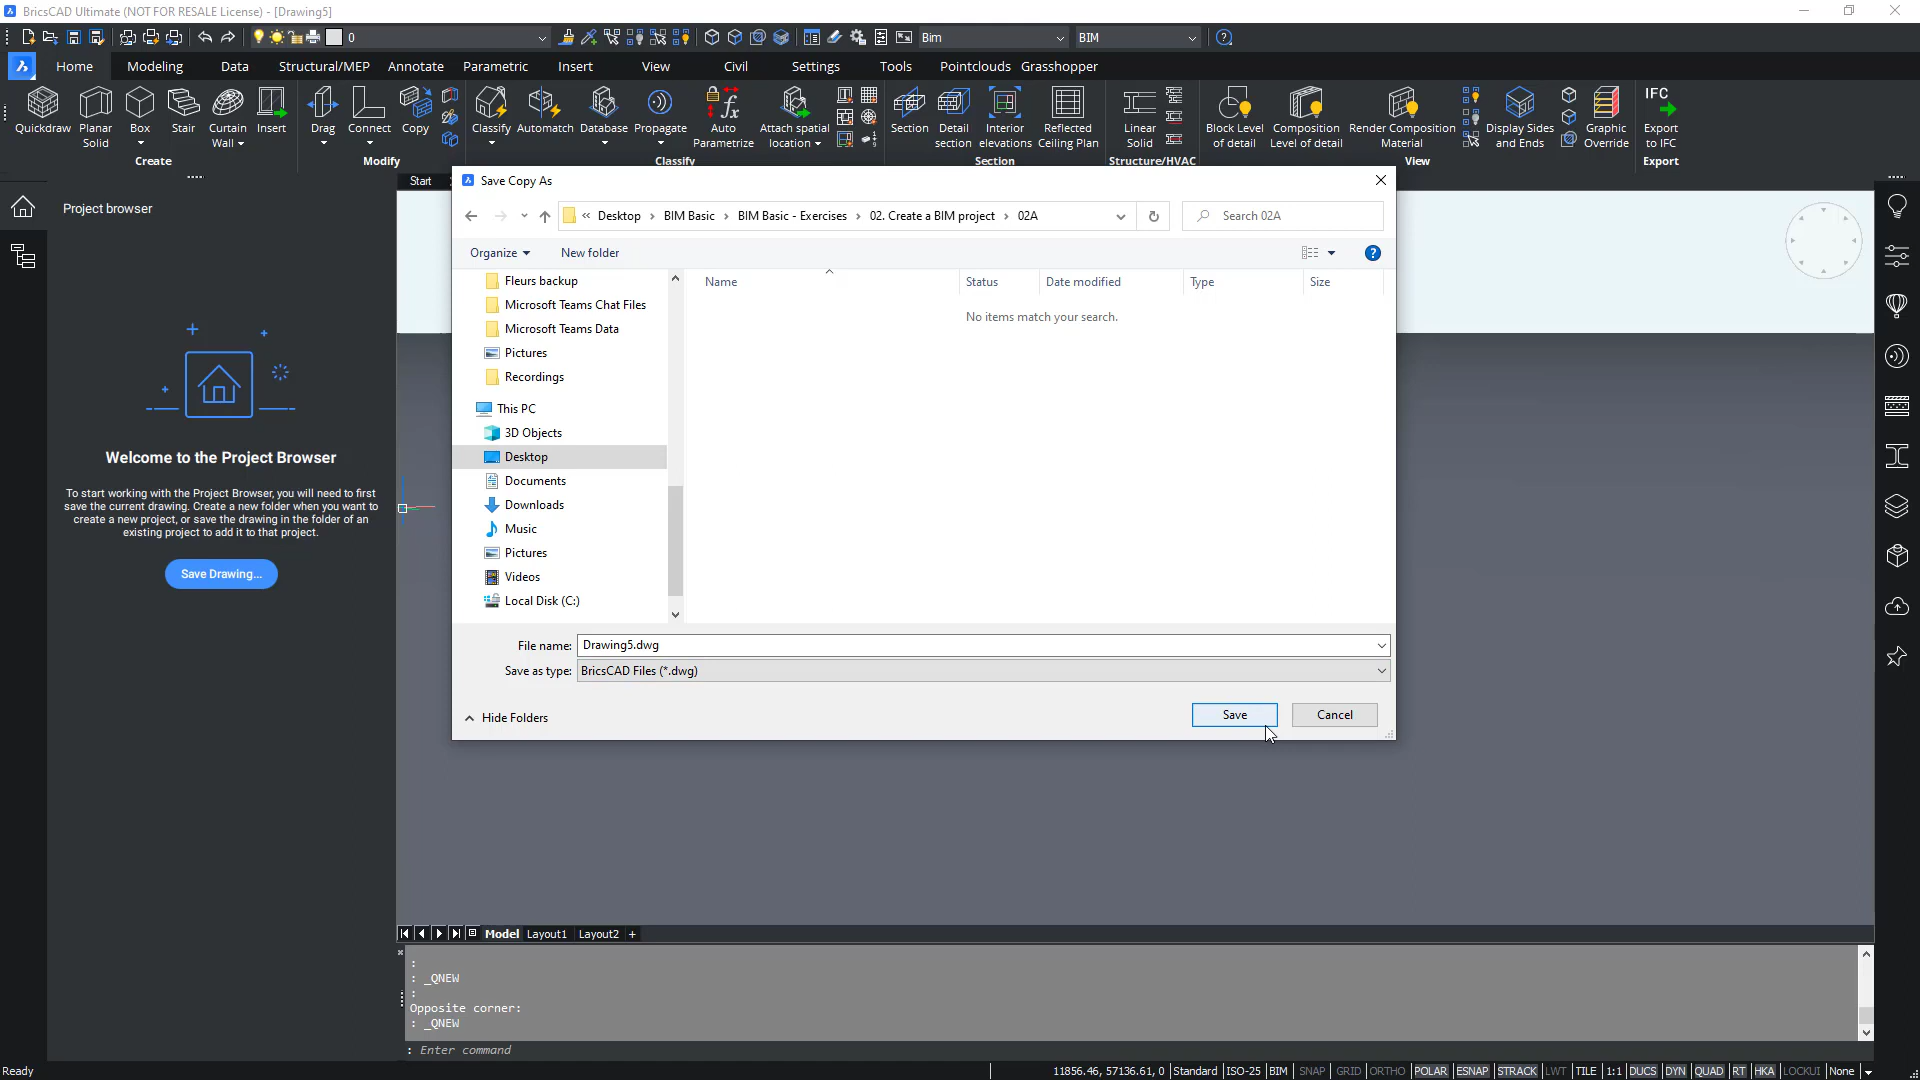 BricsCAD Ultimate (NOT FOR RESALE License) - [Drawing5]
0
Bim
BIM
Home Modeling Data Structural/MEP Annotate Parametric Insert View Civil Settings Tools Pointclouds Grasshopper
Quickdraw
Planar Solid
Box
Stair
Curtain Wall
Insert
Drag
Connect
Copy
Classify
Automatch
Database
Propagate
Auto Parametrize
Attach spatial location
Section
Detail section
Interior elevations
Reflected Ceiling Plan
Linear Solid
Block Level of detail
Composition Level of detail
Render Composition Material
Display Sides and Ends
Graphic Override
IFC
Export to IFC
Create Modify Classify Section Structure/HVAC View Export
Project browser
Welcome to the Project Browser
To start working with the Project Browser, you will need to first
save the current drawing. Create a new folder when you want to
create a new project, or save the drawing in the folder of an
existing project to add it to that project.
Save Drawing...
Start
Save Copy As
« Desktop › BIM Basic › BIM Basic - Exercises › 02. Create a BIM project › 02A
Search 02A
Organize New folder
Name Status Date modified Type Size
No items match your search.
Fleurs backup
Microsoft Teams Chat Files
Microsoft Teams Data
Pictures
Recordings
This PC
3D Objects
Desktop
Documents
Downloads
Music
Pictures
Videos
Local Disk (C:)
File name: Drawing5.dwg
Save as type: BricsCAD Files (*.dwg)
Hide Folders
Save Cancel
Model Layout1 Layout2 +
:
: _QNEW
:
Opposite corner:
: _QNEW
: Enter command
Ready
11856.46, 57136.61, 0 Standard ISO-25 BIM SNAP GRID ORTHO POLAR ESNAP STRACK LWT TILE 1:1 DUCS DYN QUAD RT HKA LOCKUI None